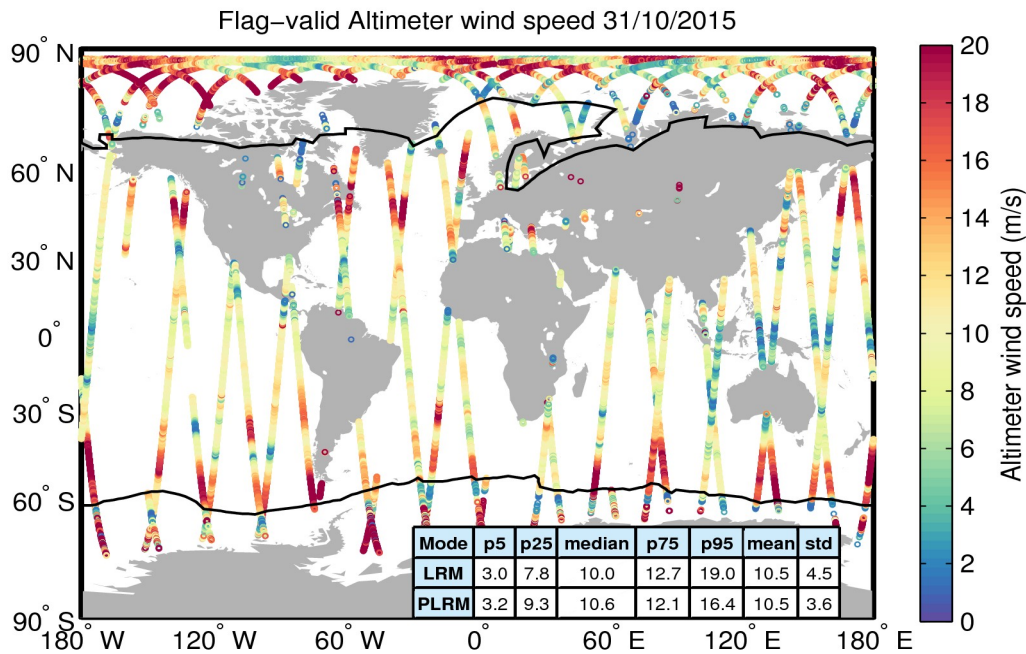 Flag−valid Altimeter wind speed 31/10/2015
90° N
60° N
30° N
0°
30° S
60° S
90° S
180° W
120° W
60° W
0°
60° E
120° E
180° E
Mode p5 p25 median p75 p95 mean std
LRM 3.0 7.8 10.0 12.7 19.0 10.5 4.5
PLRM 3.2 9.3 10.6 12.1 16.4 10.5 3.6
20
18
16
14
12
10
8
6
4
2
0
Altimeter wind speed (m/s)